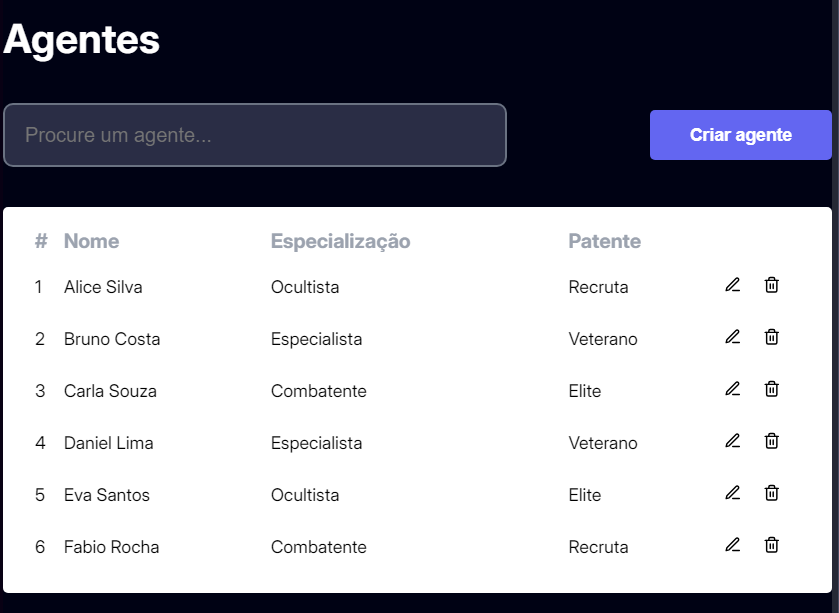 Agentes
Procure um agente...
Criar agente
# Nome Especialização Patente
1 Alice Silva Ocultista Recruta
2 Bruno Costa Especialista Veterano
3 Carla Souza Combatente Elite
4 Daniel Lima Especialista Veterano
5 Eva Santos Ocultista Elite
6 Fabio Rocha Combatente Recruta